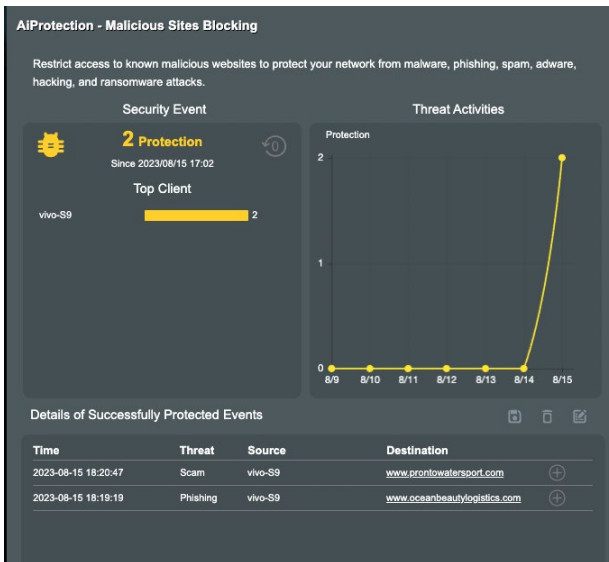 AiProtection - Malicious Sites Blocking
Restrict access to known malicious websites to protect your network from malware, phishing, spam, adware,
hacking, and ransomware attacks.
Security Event
2 Protection
0
Since 2023/08/15 17:02
Top Client
vivo-S9 2
Threat Activities
Protection
2
1
0
8/9 8/10 8/11 8/12 8/13 8/14 8/15
Details of Successfully Protected Events
Time Threat Source Destination
2023-08-15 18:20:47 Scam vivo-S9 www.prontowatersport.com
2023-08-15 18:19:19 Phishing vivo-S9 www.oceanbeautylogistics.com